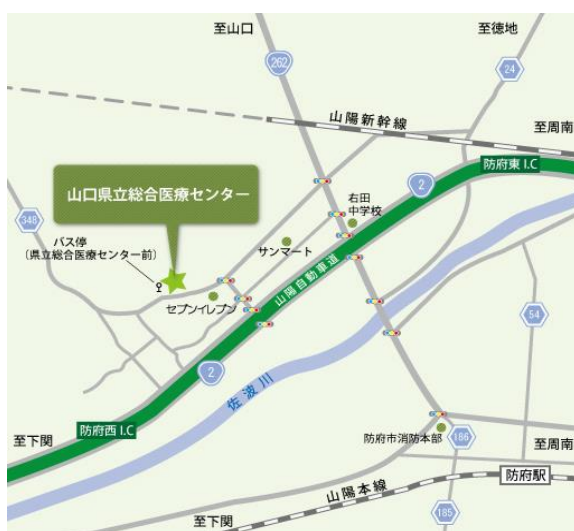 至山口
至徳地
262
24
山陽新幹線
至周南
防府東 I.C
山口県立総合医療センター
2
右田
中学校
348
バス停
（県立総合医療センター前）
サンマート
山陽自動車道
セブンイレブン
54
2
佐波川
防府西 I.C
至下関
防府市消防本部
186
至周南
防府駅
山陽本線
185
至下関